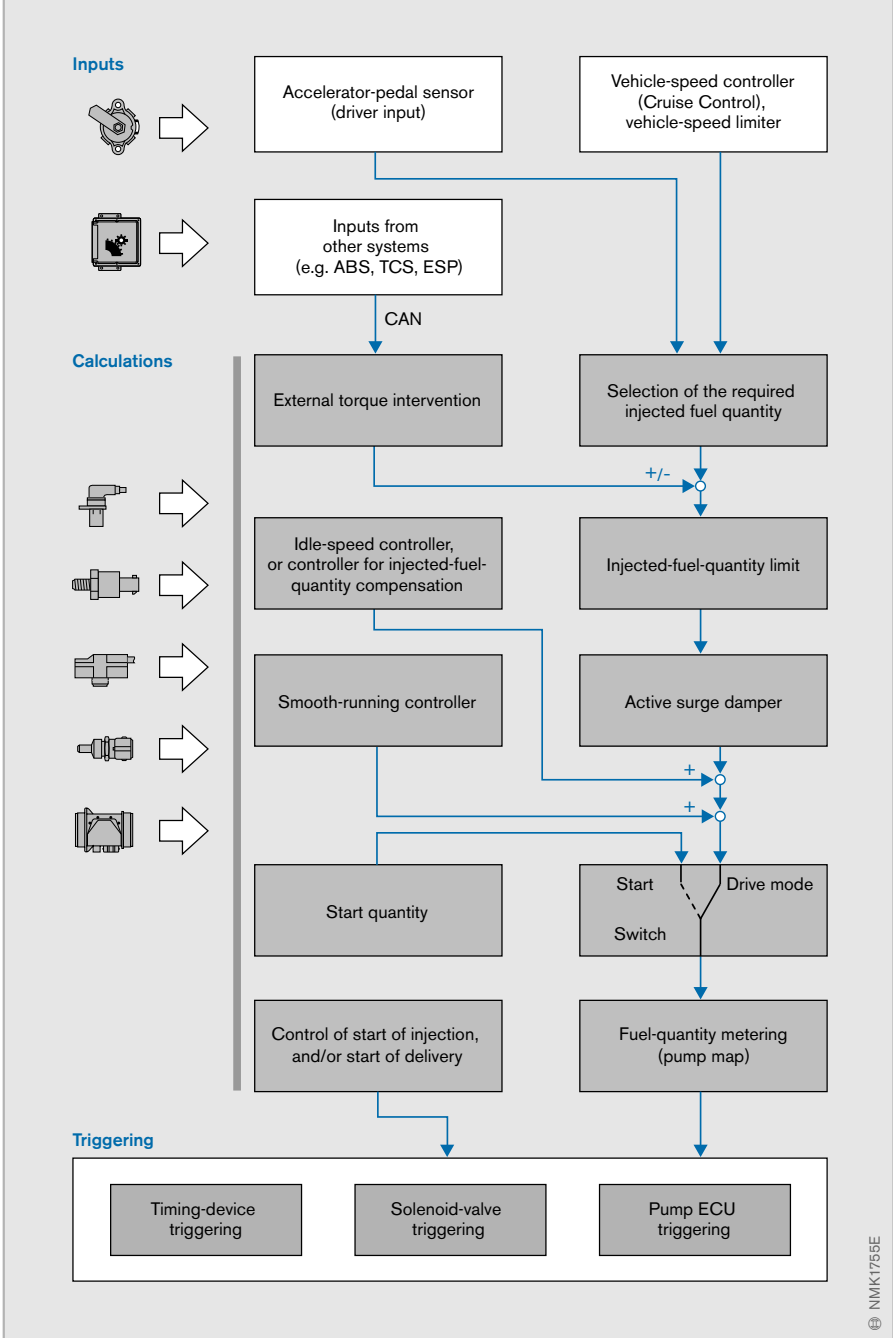 Inputs
Accelerator-pedal sensor
(driver input)
Vehicle-speed controller
(Cruise Control),
vehicle-speed limiter
Inputs from
other systems
(e.g. ABS, TCS, ESP)
CAN
Calculations
External torque intervention
Selection of the required
injected fuel quantity
+/-
Idle-speed controller,
or controller for injected-fuel-
quantity compensation
Injected-fuel-quantity limit
Smooth-running controller
Active surge damper
+
+
Start quantity
Start
Drive mode
Switch
Control of start of injection,
and/or start of delivery
Fuel-quantity metering
(pump map)
Triggering
Timing-device
triggering
Solenoid-valve
triggering
Pump ECU
triggering
NMK1755E